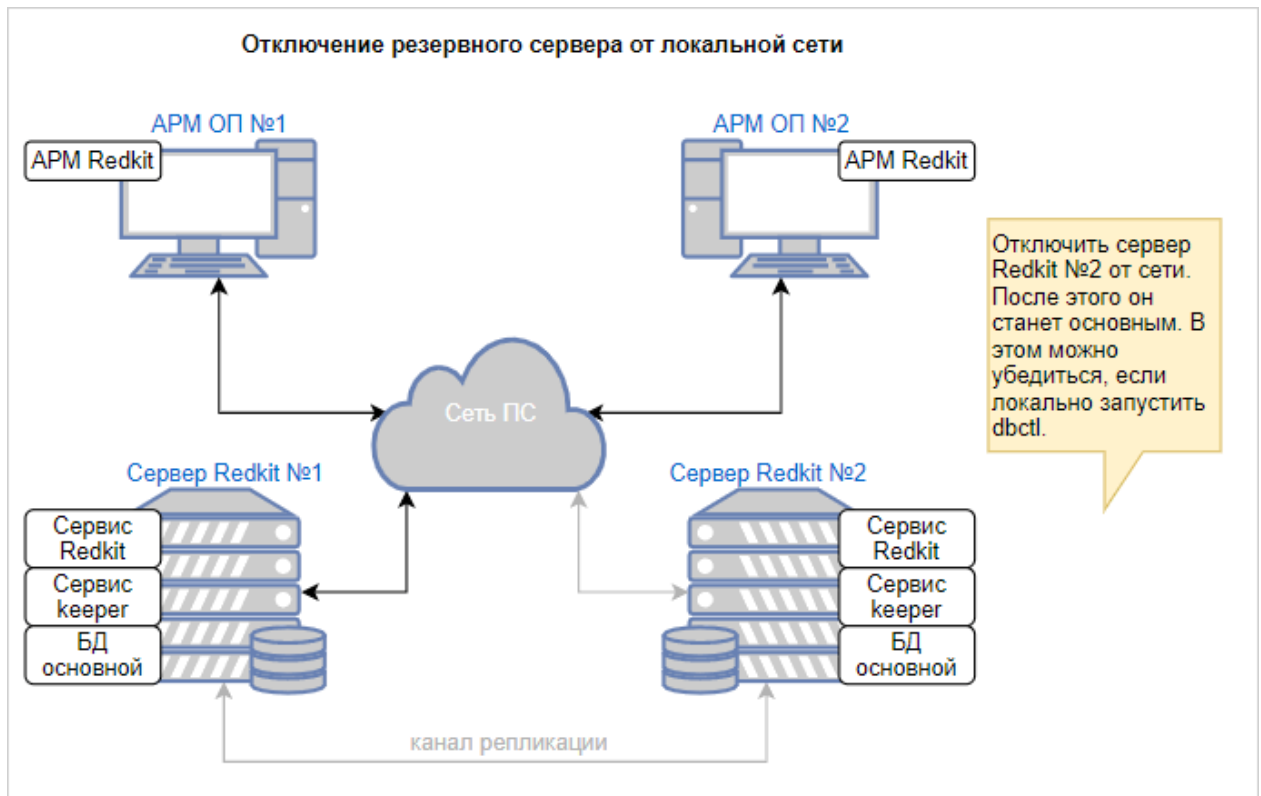 Отключение резервного сервера от локальной сети
АРМ ОП №1
АРМ Redkit
АРМ ОП №2
АРМ Redkit
Отключить сервер
Redkit №2 от сети.
После этого он
станет основным. В
этом можно
убедиться, если
локально запустить
dbctl.
Сеть ПС
Сервер Redkit №1
Сервис
Redkit
Сервис
keeper
БД
основной
Сервер Redkit №2
Сервис
Redkit
Сервис
keeper
БД
основной
канал репликации